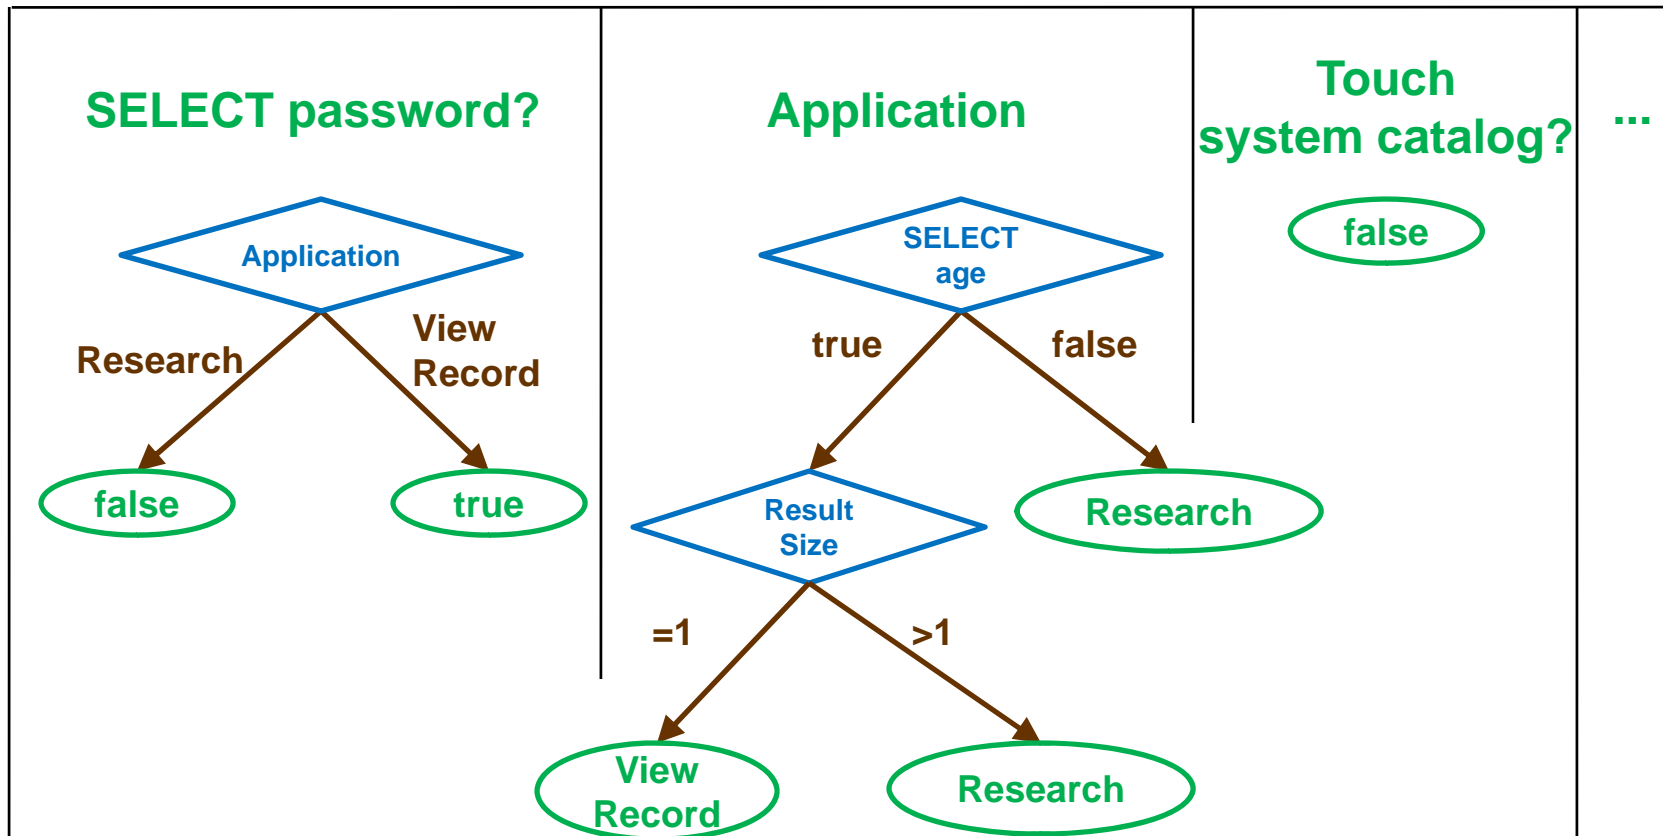 SELECT password?
Application
Touch
system catalog?
...
Application
Research
View
Record
false
true
SELECT
age
true
false
Result
Size
Research
=1
>1
View
Record
Research
false